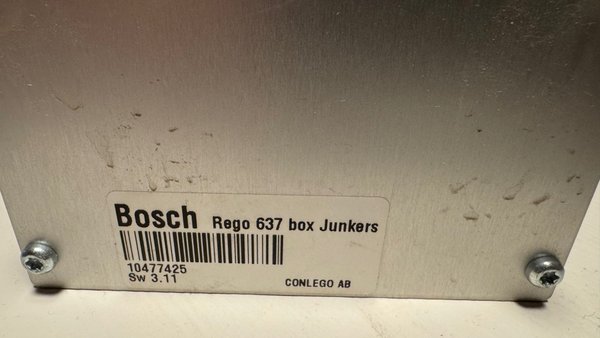 Bosch Rego 637 box Junkers
10477425
Sw 3.11 CONLEGO AB